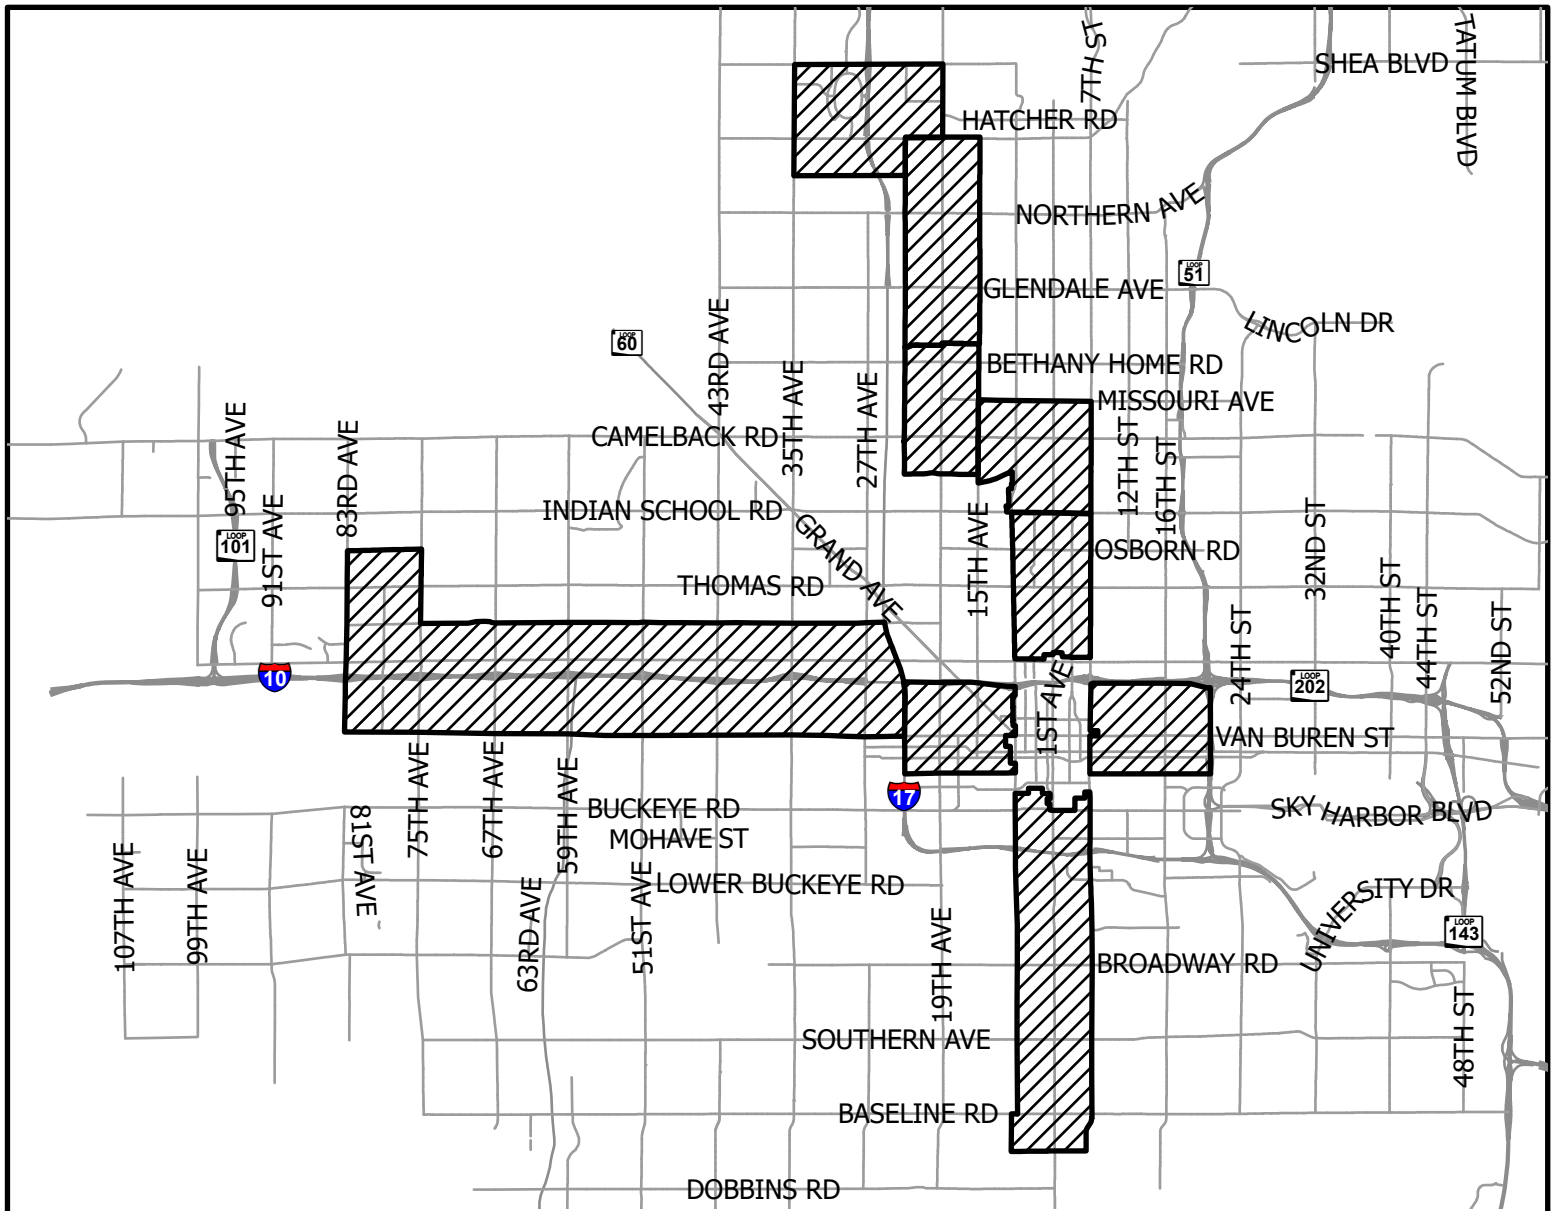 TATUM BLVD
7TH ST
SHEA BLVD
HATCHER RD
NORTHERN AVE
LOOP
51
GLENDALE AVE
LINCOLN DR
LOOP
60
43RD AVE
BETHANY HOME RD
35TH AVE
27TH AVE
MISSOURI AVE
95TH AVE
83RD AVE
CAMELBACK RD
12TH ST
16TH ST
91ST AVE
INDIAN SCHOOL RD
GRAND AVE
15TH AVE
32ND ST
LOOP
101
OSBORN RD
THOMAS RD
40TH ST
44TH ST
24TH ST
52ND ST
10
1ST AVE
LOOP
202
VAN BUREN ST
75TH AVE
67TH AVE
59TH AVE
17
81ST AVE
BUCKEYE RD
SKY HARBOR BLVD
MOHAVE ST
107TH AVE
99TH AVE
63RD AVE
51ST AVE
LOWER BUCKEYE RD
UNIVERSITY DR
19TH AVE
LOOP
143
BROADWAY RD
48TH ST
SOUTHERN AVE
BASELINE RD
DOBBINS RD